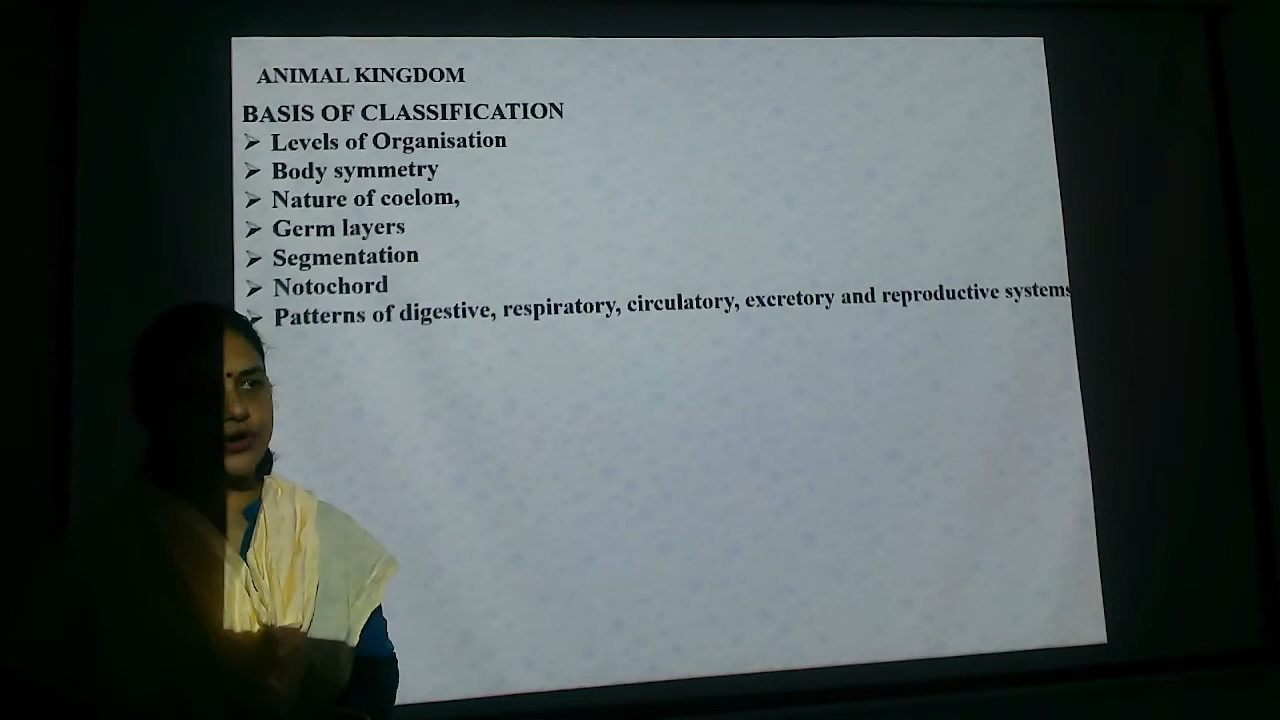 ANIMAL KINGDOM
BASIS OF CLASSIFICATION
➢ Levels of Organisation
➢ Body symmetry
➢ Nature of coelom,
➢ Germ layers
➢ Segmentation
➢ Notochord
➢ Patterns of digestive, respiratory, circulatory, excretory and reproductive systems